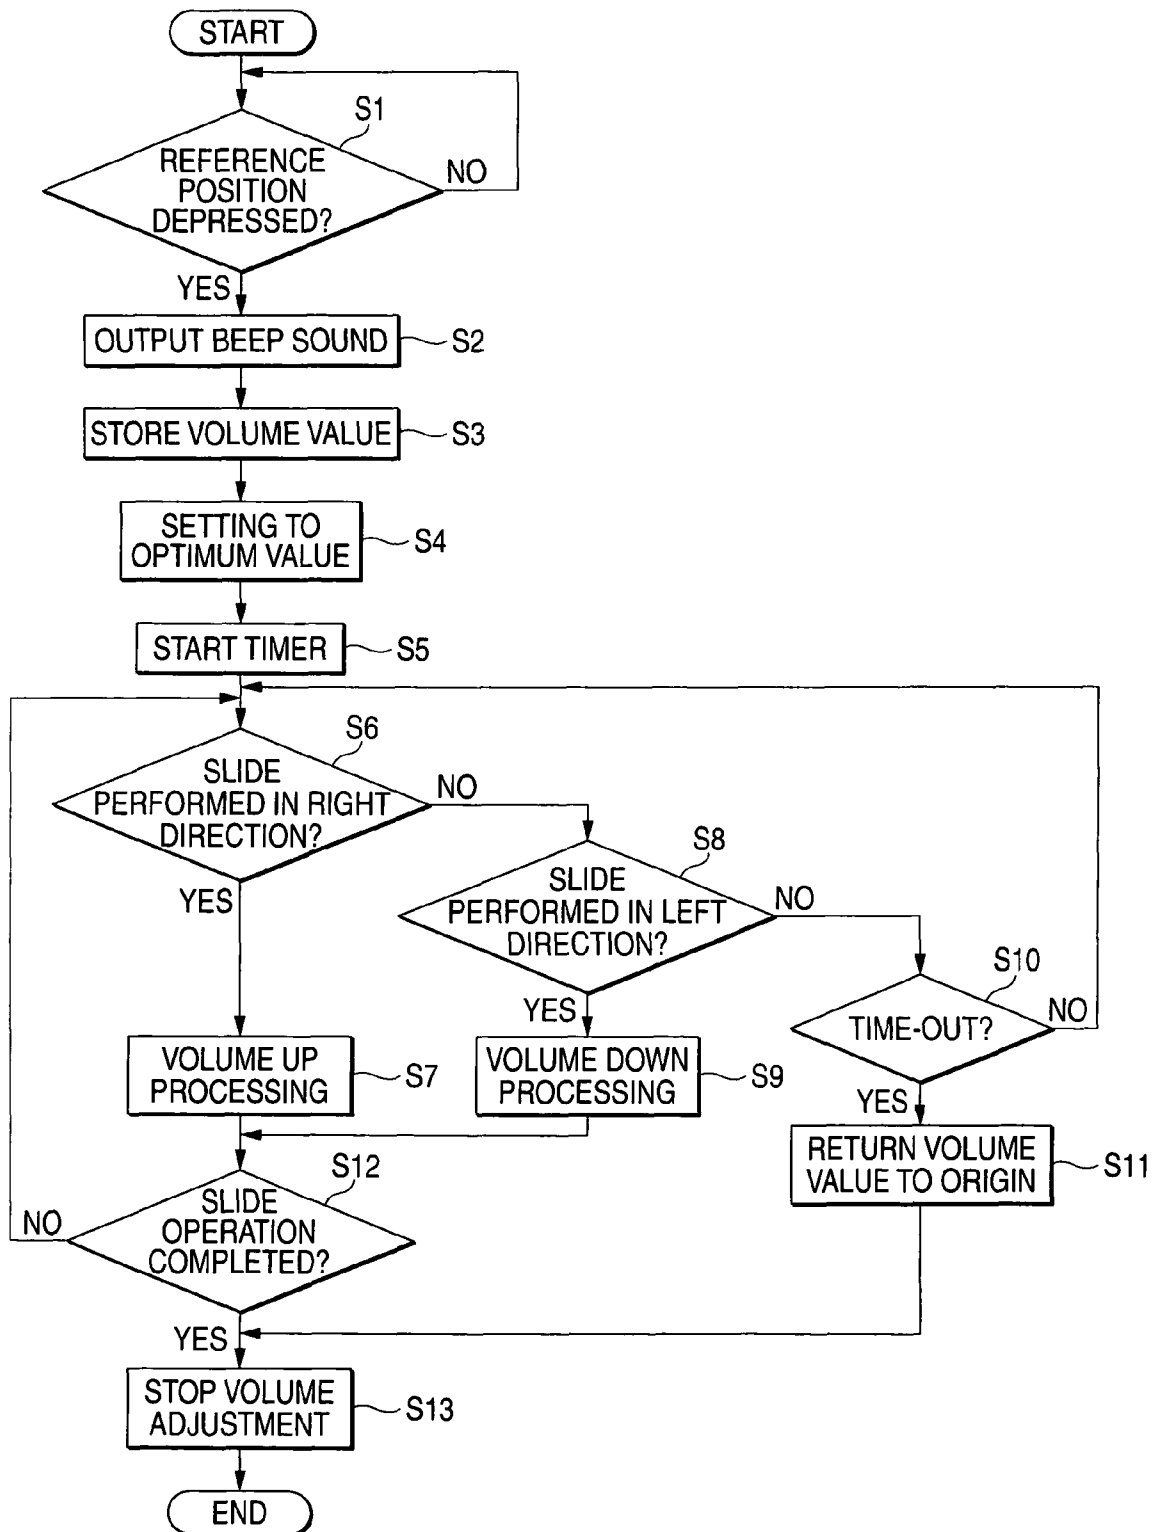 START
S1
REFERENCE
POSITION
DEPRESSED?
NO
YES
OUTPUT BEEP SOUND
S2
STORE VOLUME VALUE
S3
SETTING TO
OPTIMUM VALUE
S4
START TIMER
S5
S6
SLIDE
PERFORMED IN RIGHT
DIRECTION?
NO
YES
S8
SLIDE
PERFORMED IN LEFT
DIRECTION?
NO
YES
S10
TIME-OUT?
NO
YES
VOLUME UP
PROCESSING
S7
VOLUME DOWN
PROCESSING
S9
RETURN VOLUME
VALUE TO ORIGIN
S11
S12
SLIDE
OPERATION
COMPLETED?
NO
YES
STOP VOLUME
ADJUSTMENT
S13
END